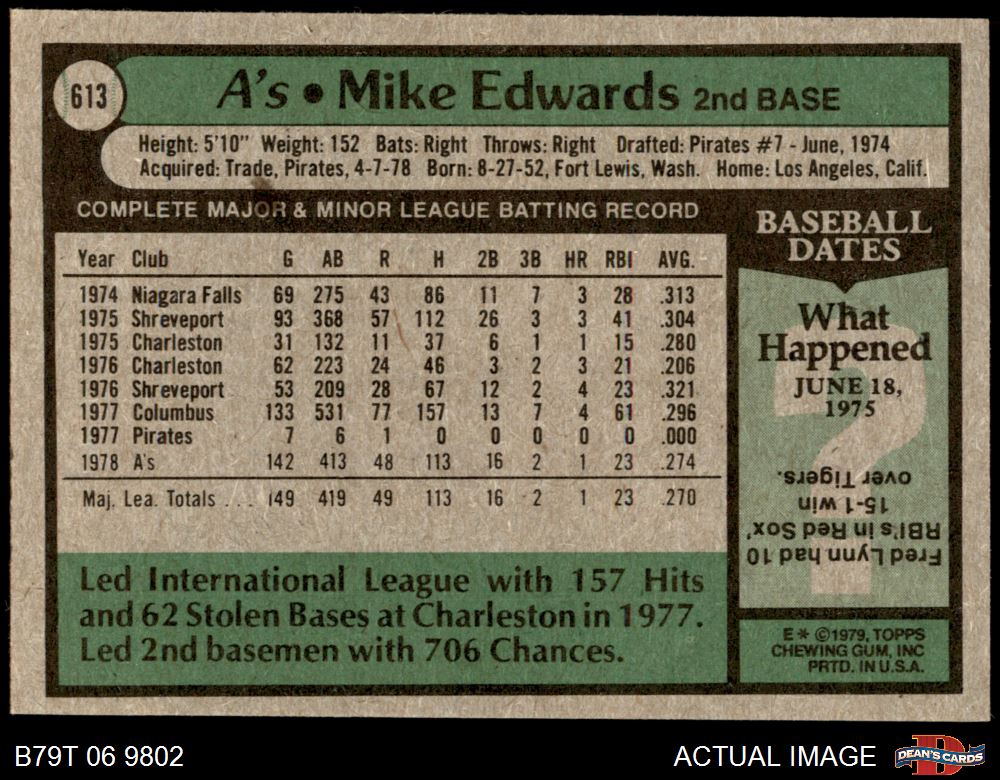 613
A's • Mike Edwards 2nd BASE
Height: 5'10" Weight: 152 Bats: Right Throws: Right Drafted: Pirates #7 - June, 1974
Acquired: Trade, Pirates, 4-7-78 Born: 8-27-52, Fort Lewis, Wash. Home: Los Angeles, Calif.
COMPLETE MAJOR & MINOR LEAGUE BATTING RECORD
Year Club G AB R H 2B 3B HR RBI AVG.
1974 Niagara Falls 69 275 43 86 11 7 3 28 .313
1975 Shreveport 93 368 57 112 26 3 3 41 .304
1975 Charleston 31 132 11 37 6 1 1 15 .280
1976 Charleston 62 223 24 46 3 2 3 21 .206
1976 Shreveport 53 209 28 67 12 2 4 23 .321
1977 Columbus 133 531 77 157 13 7 4 61 .296
1977 Pirates 7 6 1 0 0 0 0 0 .000
1978 A's 142 413 48 113 16 2 1 23 .274
Maj. Lea. Totals . . . 149 419 49 113 16 2 1 23 .270
Led International League with 157 Hits
and 62 Stolen Bases at Charleston in 1977.
Led 2nd basemen with 706 Chances.
BASEBALL
DATES
What
Happened
JUNE 18,
1975
?
Fred Lynn had 10
RBI's in Red Sox'
15-1 win
over Tigers.
E* ©1979, TOPPS
CHEWING GUM, INC
PRTD. IN U.S.A.
B79T 06 9802
ACTUAL IMAGE
D
DEAN'S CARDS